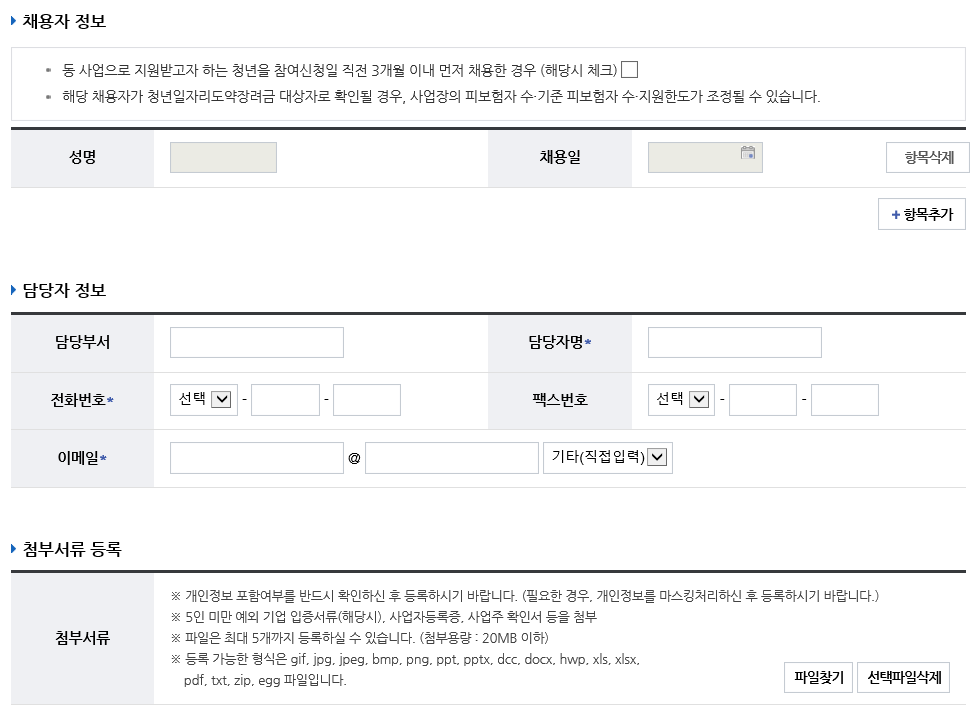 채용자 정보
동 사업으로 지원받고자 하는 청년을 참여신청일 직전 3개월 이내 먼저 채용한 경우 (해당시 체크)
해당 채용자가 청년일자리도약장려금 대상자로 확인될 경우, 사업장의 피보험자 수·기준 피보험자 수·지원한도가 조정될 수 있습니다.
성명 채용일 항목삭제
+ 항목추가
담당자 정보
담당부서 담당자명*
전화번호* 선택 - - 팩스번호 선택 - -
이메일* @ 기타(직접입력)
첨부서류 등록
첨부서류
※ 개인정보 포함여부를 반드시 확인하신 후 등록하시기 바랍니다. (필요한 경우, 개인정보를 마스킹처리하신 후 등록하시기 바랍니다.)
※ 5인 미만 예외 기업 입증서류(해당시), 사업자등록증, 사업주 확인서 등을 첨부
※ 파일은 최대 5개까지 등록하실 수 있습니다. (첨부용량 : 20MB 이하)
※ 등록 가능한 형식은 gif, jpg, jpeg, bmp, png, ppt, pptx, dcc, docx, hwp, xls, xlsx,
pdf, txt, zip, egg 파일입니다.
파일찾기 선택파일삭제